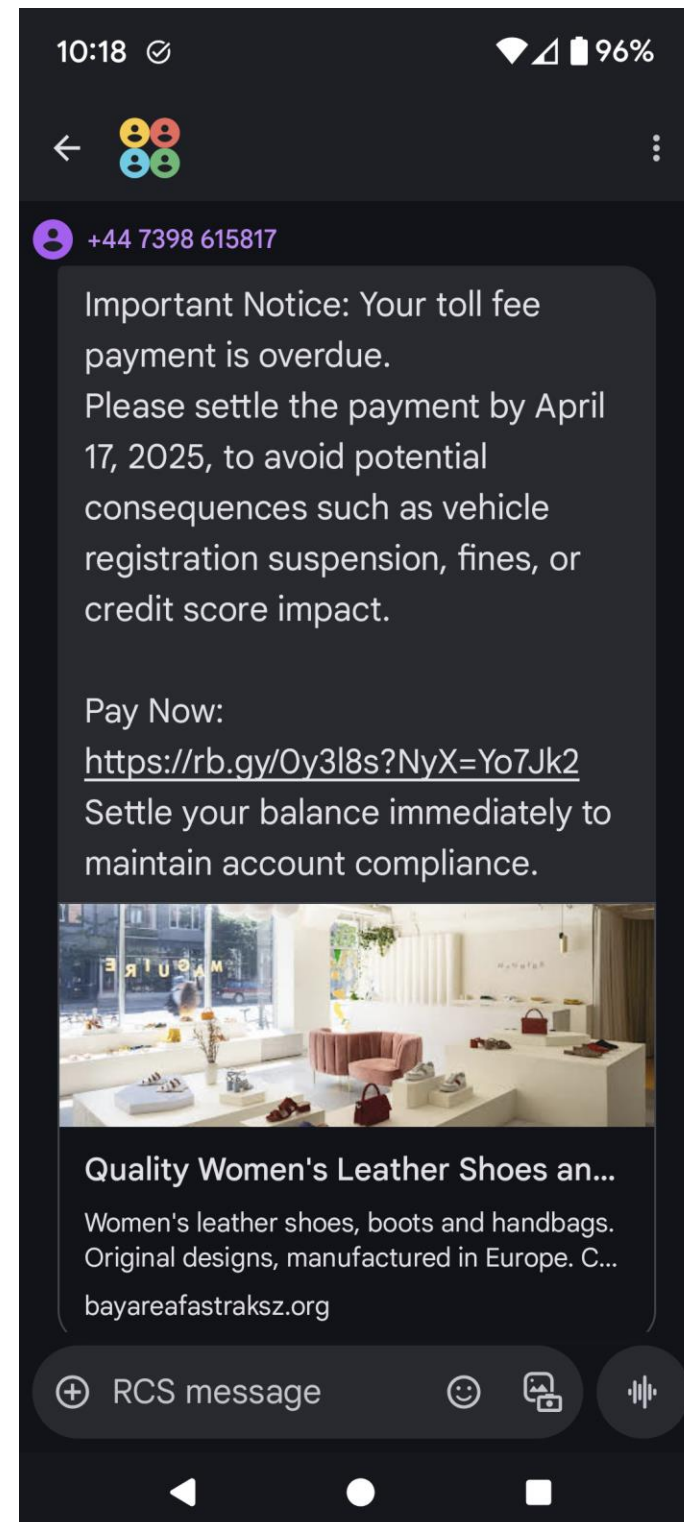 10:18 96%
+44 7398 615817
Important Notice: Your toll fee
payment is overdue.
Please settle the payment by April
17, 2025, to avoid potential
consequences such as vehicle
registration suspension, fines, or
credit score impact.
Pay Now:
https://rb.gy/0y3l8s?NyX=Yo7Jk2
Settle your balance immediately to
maintain account compliance.
MAGUIRE
Quality Women's Leather Shoes an...
Women's leather shoes, boots and handbags.
Original designs, manufactured in Europe. C...
bayareafastraksz.org
RCS message